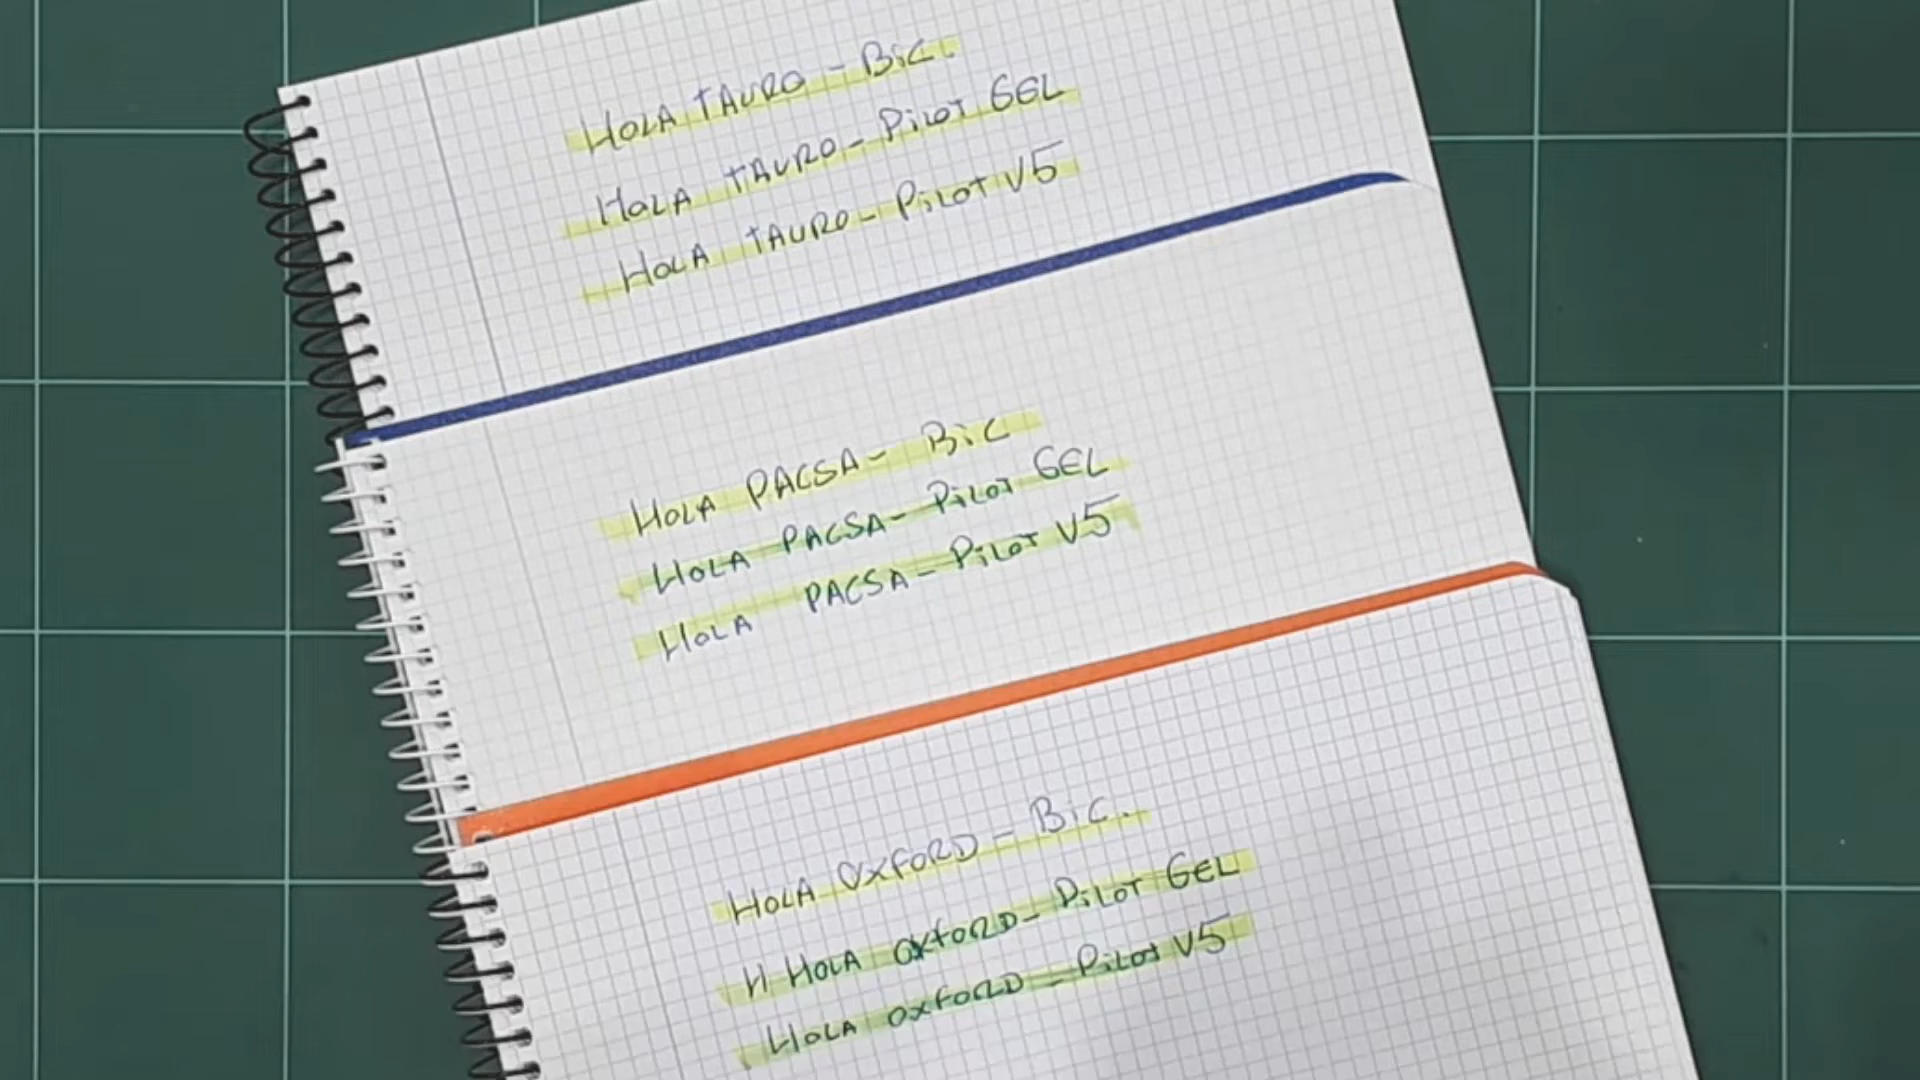 HOLA TAURO - BiC.
HOLA TAURO - PiLOT GEL
HOLA TAURO - PiLOT V5
HOLA PACSA - BiC
HOLA PACSA - PiLOT GEL
HOLA PACSA - PiLOT V5
HOLA OXFORD - BiC.
H HOLA OXFORD - PiLOT GEL
HOLA OXFORD - PiLOT V5